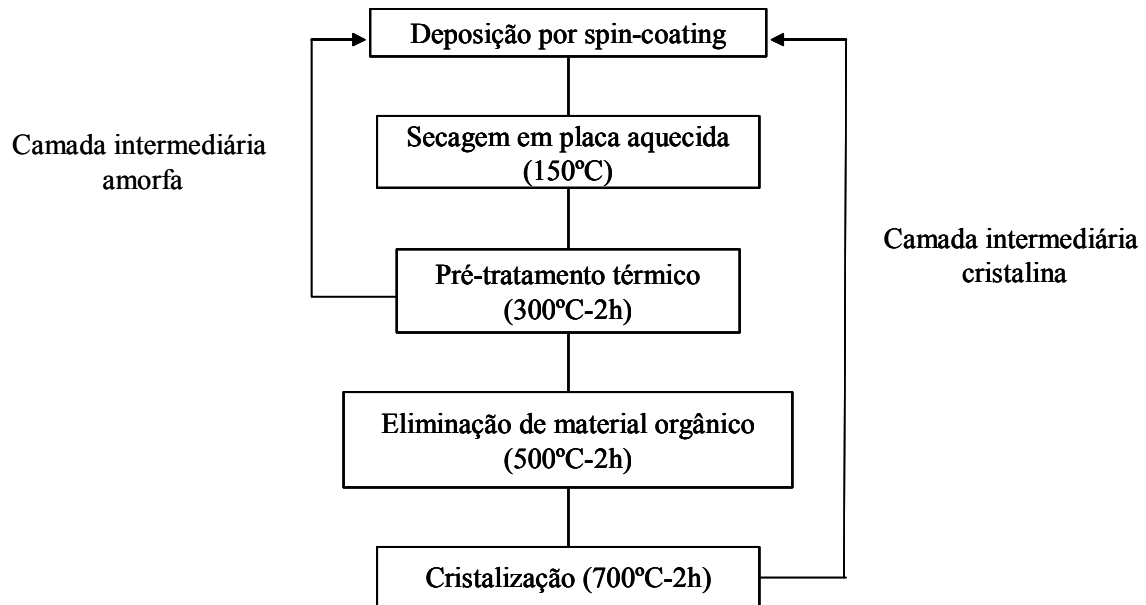 Deposição por spin-coating
Camada intermediária
amorfa
Secagem em placa aquecida
(150ºC)
Camada intermediária
cristalina
Pré-tratamento térmico
(300ºC-2h)
Eliminação de material orgânico
(500ºC-2h)
Cristalização (700ºC-2h)